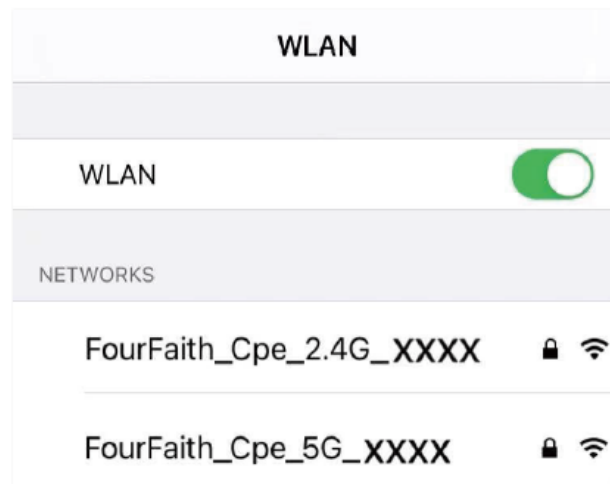 WLAN
WLAN
NETWORKS
FourFaith_Cpe_2.4G_XXXX
FourFaith_Cpe_5G_XXXX